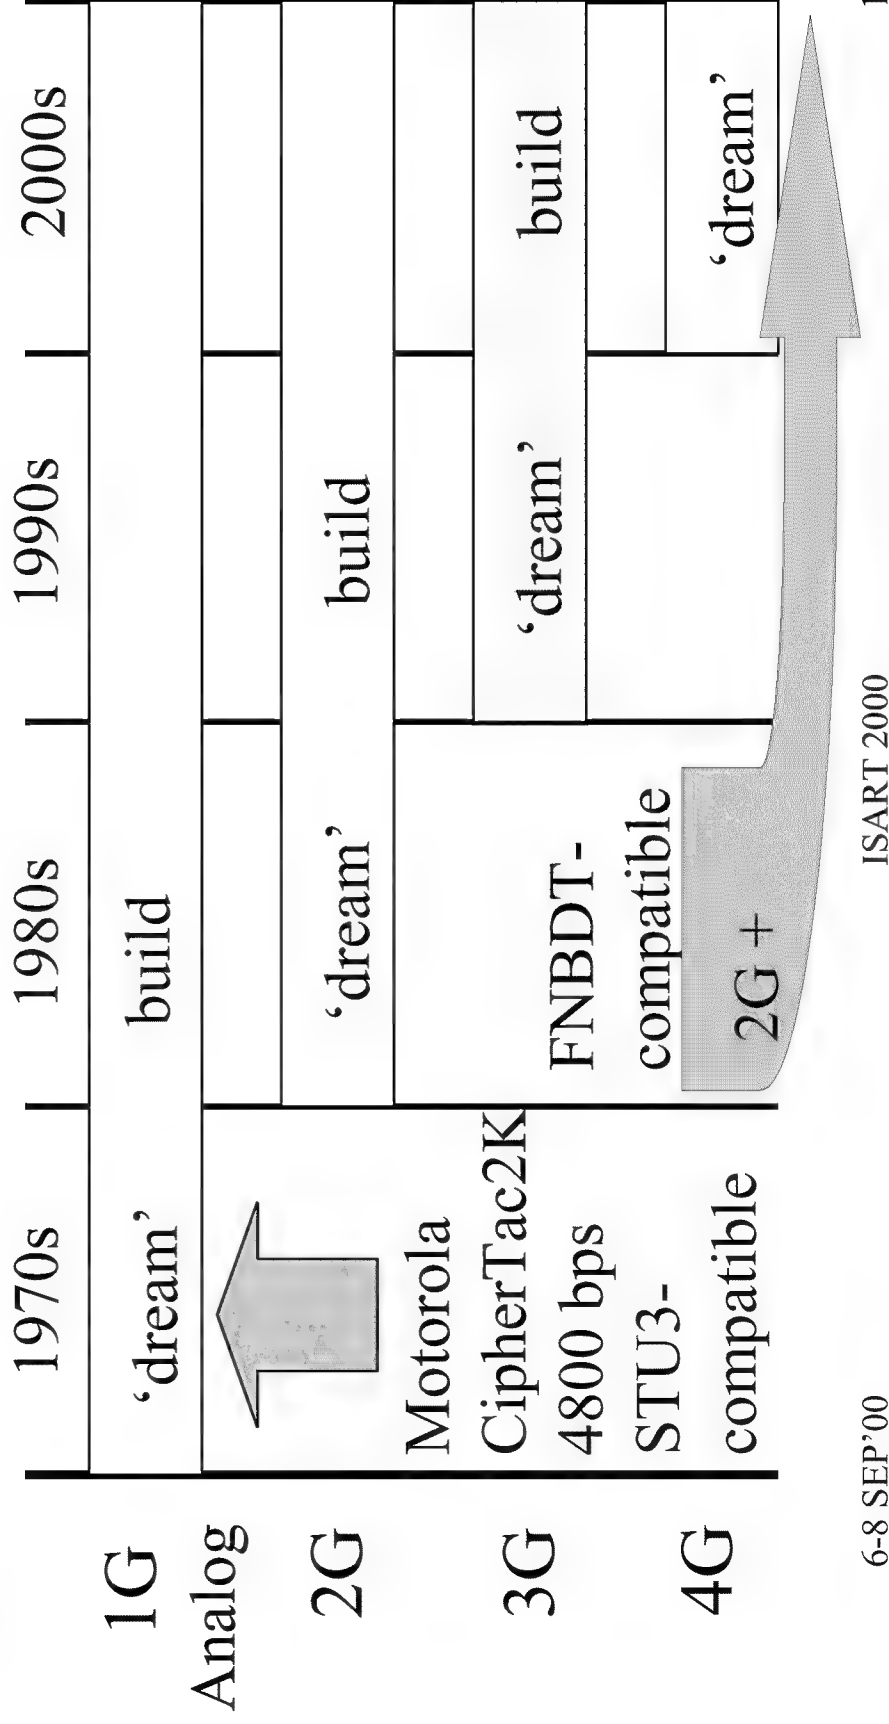 1970s 1980s 1990s 2000s
1G 'dream' build
Analog
2G 'dream' build
3G 'dream' build
4G 'dream'
Motorola
CipherTac2K
4800 bps
STU3-
compatible
FNBDT-
compatible
2G +
6-8 SEP'00 ISART 2000